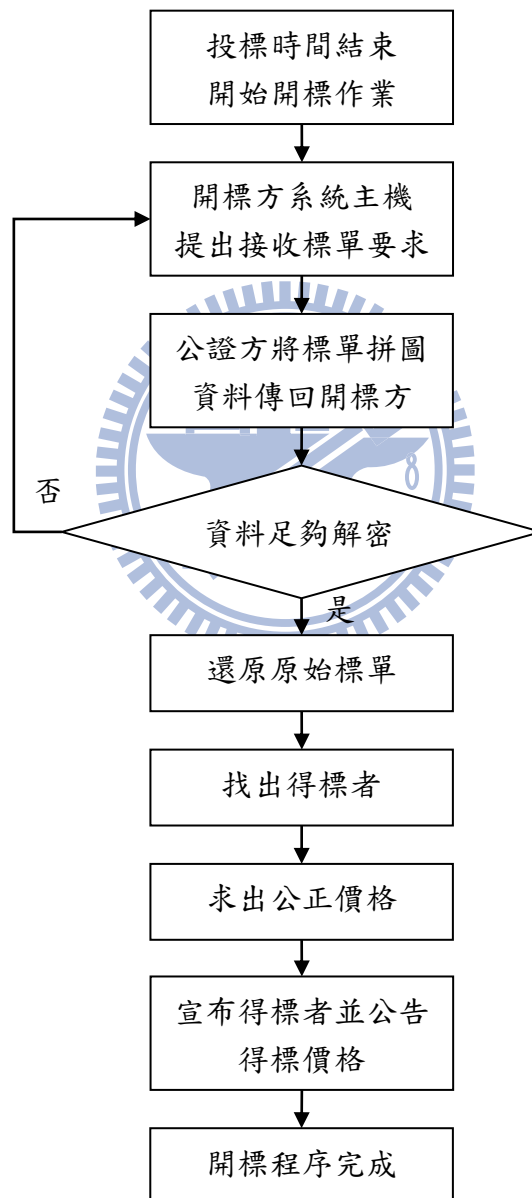 投標時間結束
開始開標作業
開標方系統主機
提出接收標單要求
公證方將標單拼圖
資料傳回開標方
否
資料足夠解密
是
還原原始標單
找出得標者
求出公正價格
宣布得標者並公告
得標價格
開標程序完成